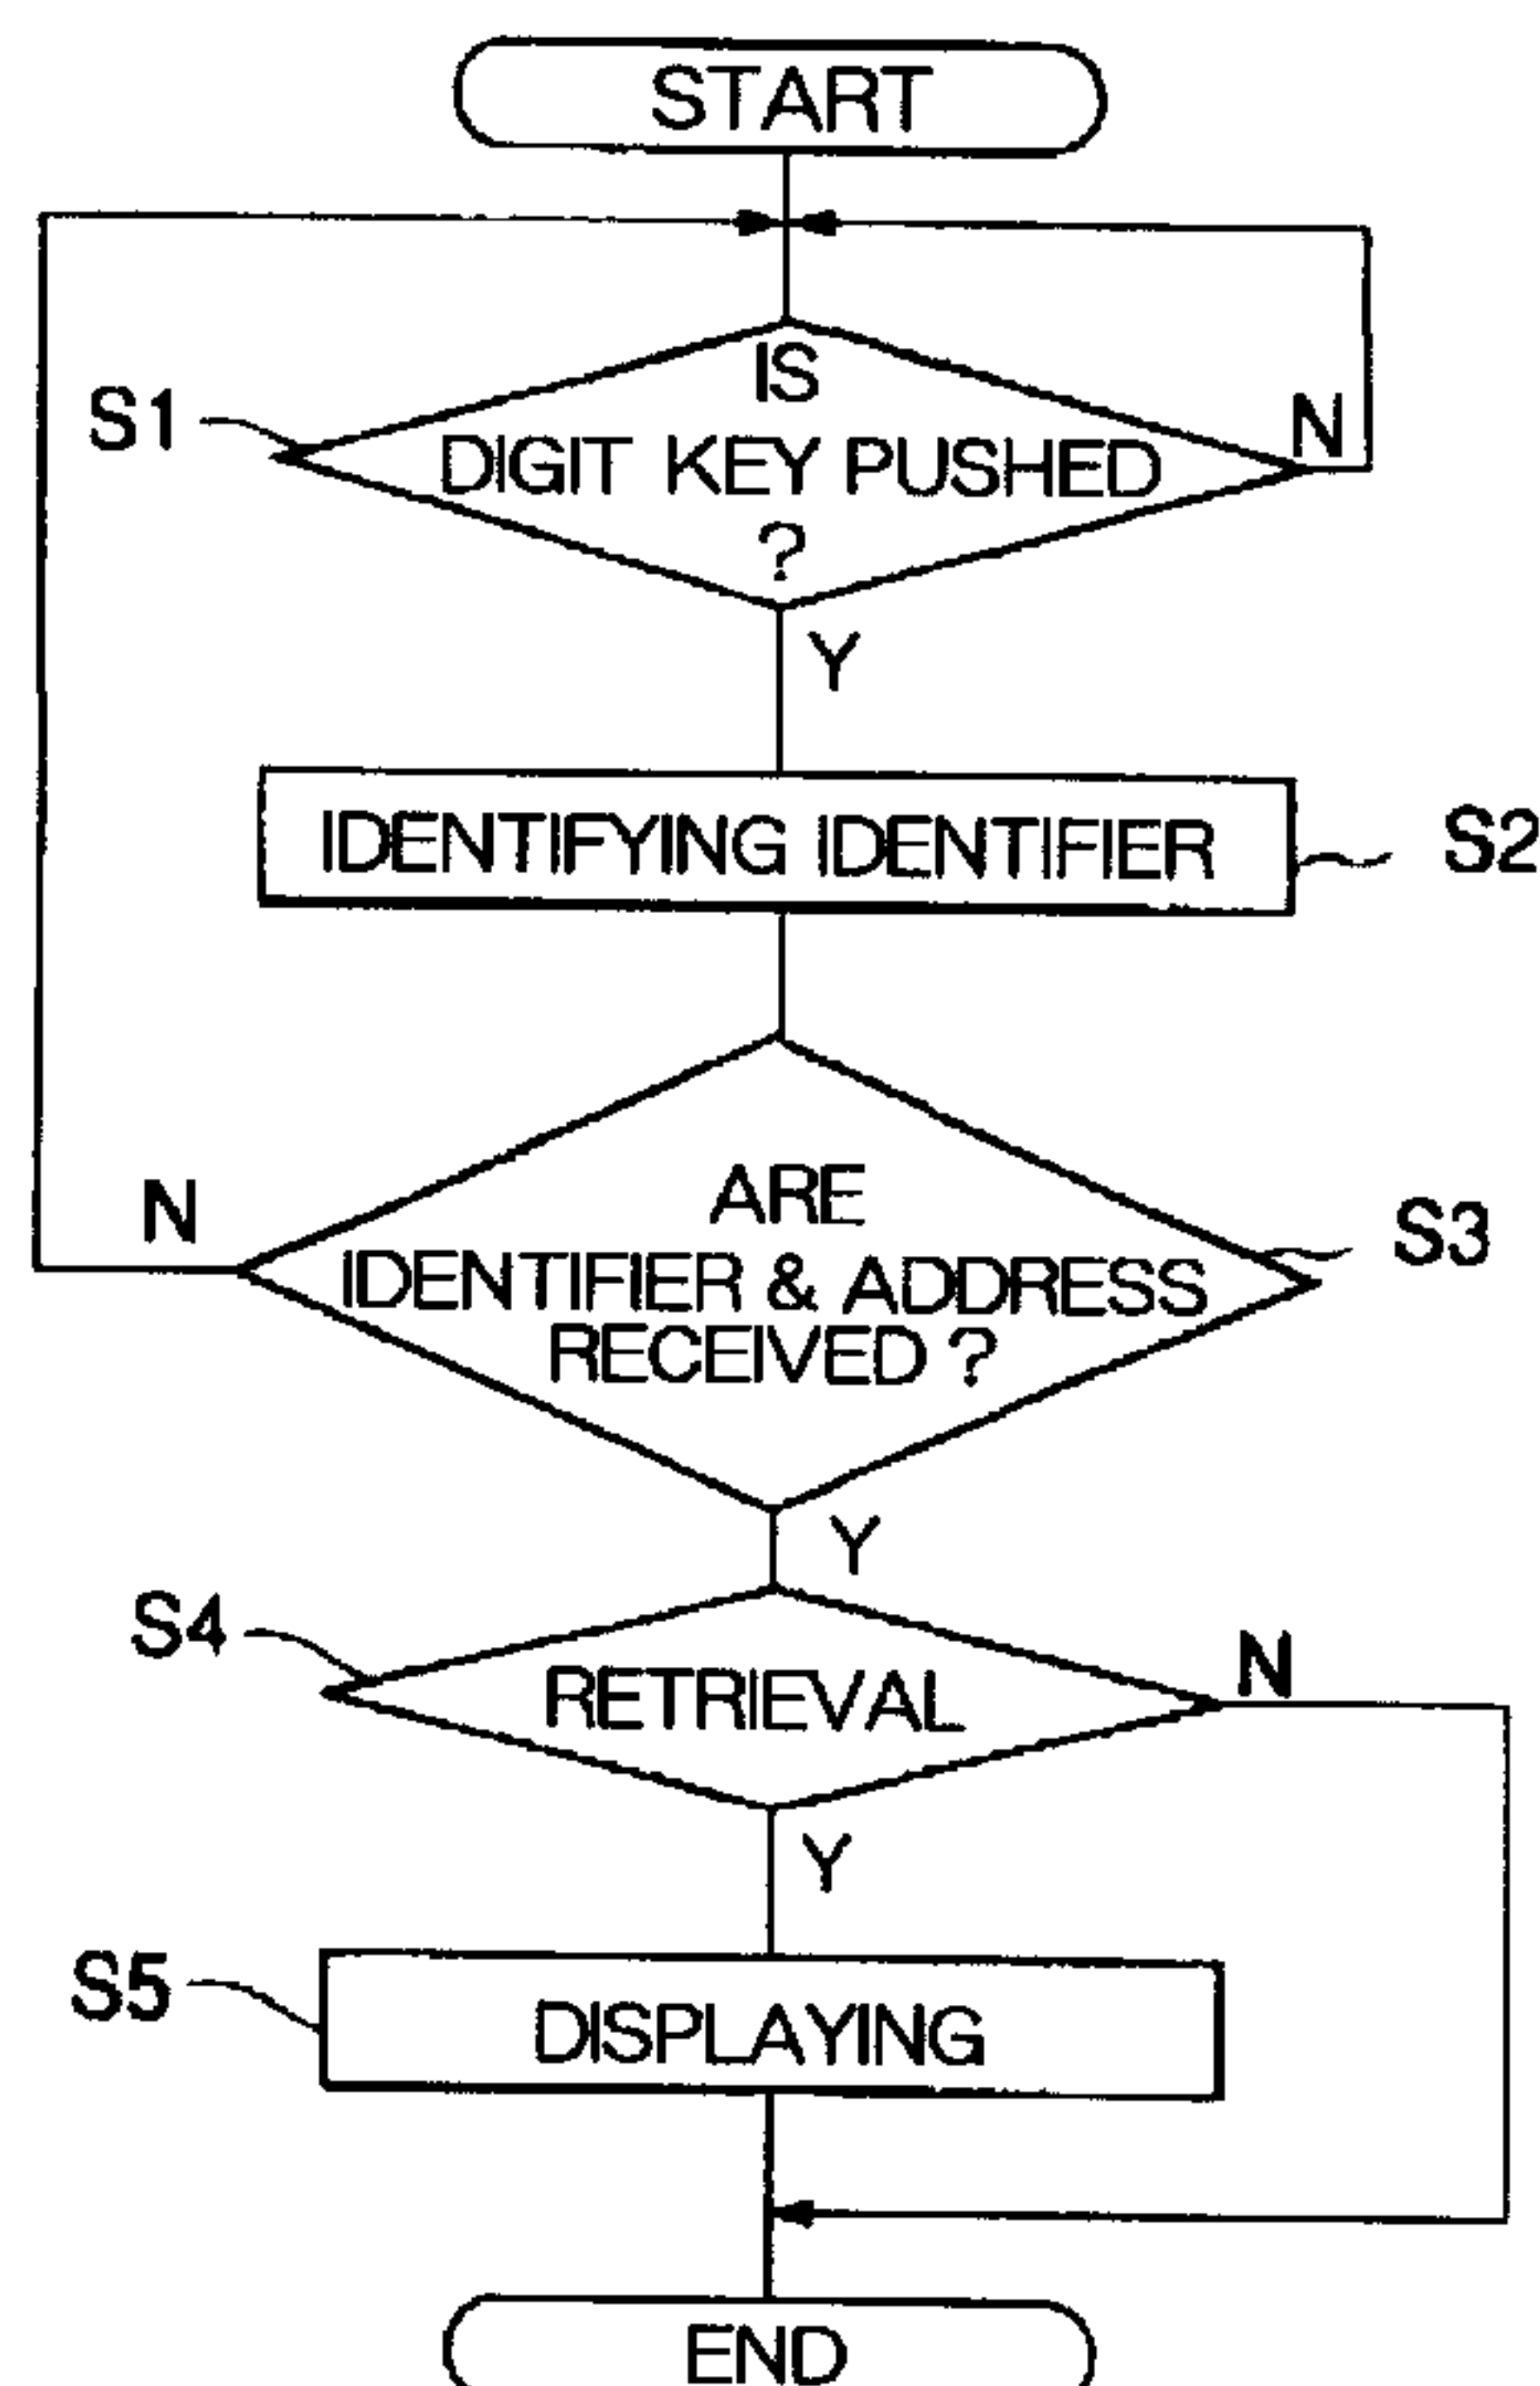 START
IS
S1
DIGIT KEY PUSHED
N
?
Y
IDENTIFYING IDENTIFIER
S2
ARE
N
S3
IDENTIFIER & ADDRESS
RECEIVED ?
Y
S4
RETRIEVAL
N
Y
S5
DISPLAYING
END